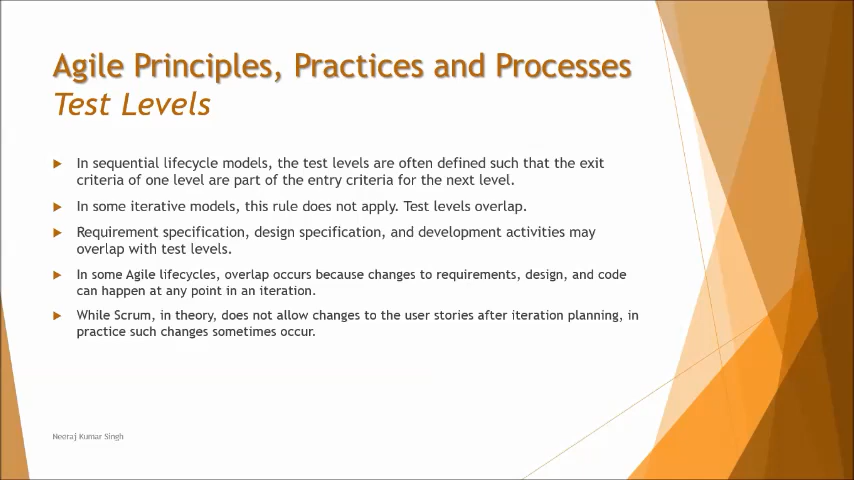 Agile Principles, Practices and Processes
Test Levels
In sequential lifecycle models, the test levels are often defined such that the exit
criteria of one level are part of the entry criteria for the next level.
In some iterative models, this rule does not apply. Test levels overlap.
Requirement specification, design specification, and development activities may
overlap with test levels.
In some Agile lifecycles, overlap occurs because changes to requirements, design, and code
can happen at any point in an iteration.
While Scrum, in theory, does not allow changes to the user stories after iteration planning, in
practice such changes sometimes occur.
Neeraj Kumar Singh